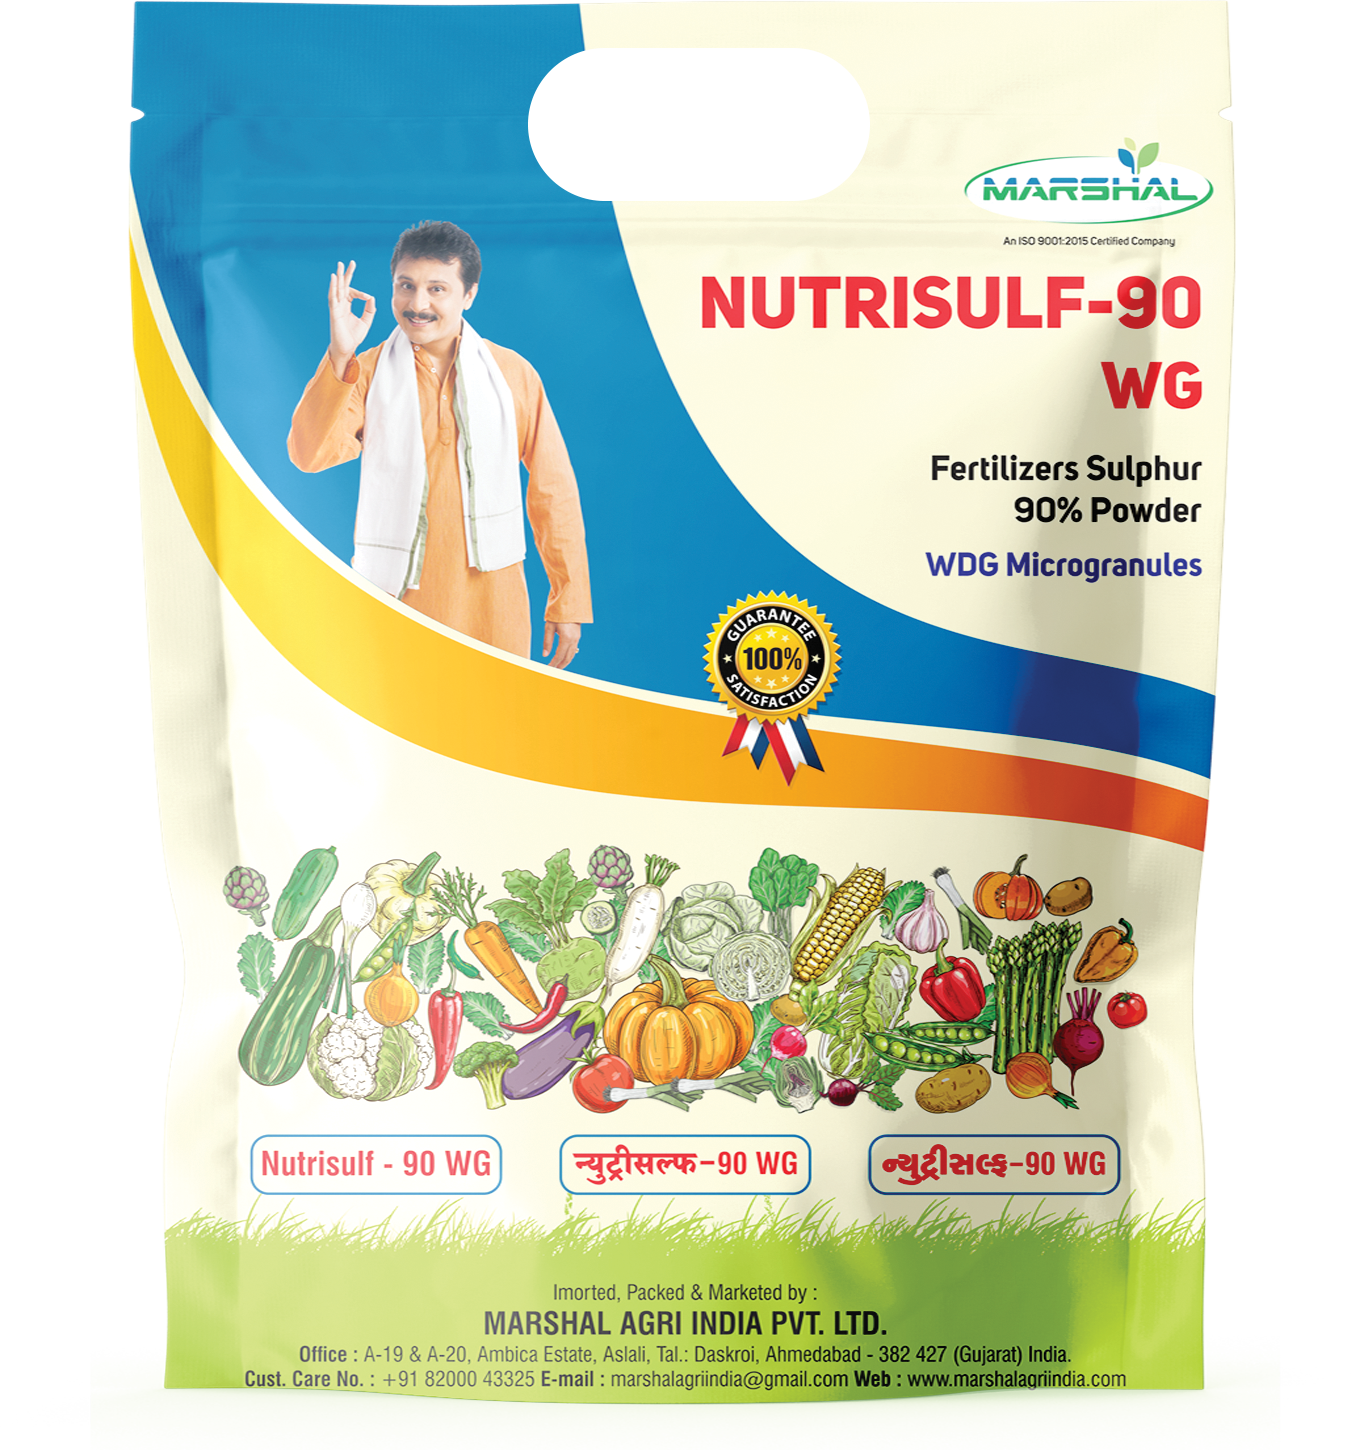 MARSHAL
An ISO 9001:2015 Certified Company
NUTRISULF-90
WG
Fertilizers Sulphur
90% Powder
WDG Microgranules
GUARANTEE
100%
SATISFACTION
Nutrisulf - 90 WG
न्युट्रीसल्फ-90 WG
ન્યુટ્રીસલ્ફ-90 WG
Imorted, Packed & Marketed by :
MARSHAL AGRI INDIA PVT. LTD.
Office : A-19 & A-20, Ambica Estate, Aslali, Tal.: Daskroi, Ahmedabad - 382 427 (Gujarat) India.
Cust. Care No. : +91 82000 43325 E-mail : marshalagriindia@gmail.com Web : www.marshalagriindia.com